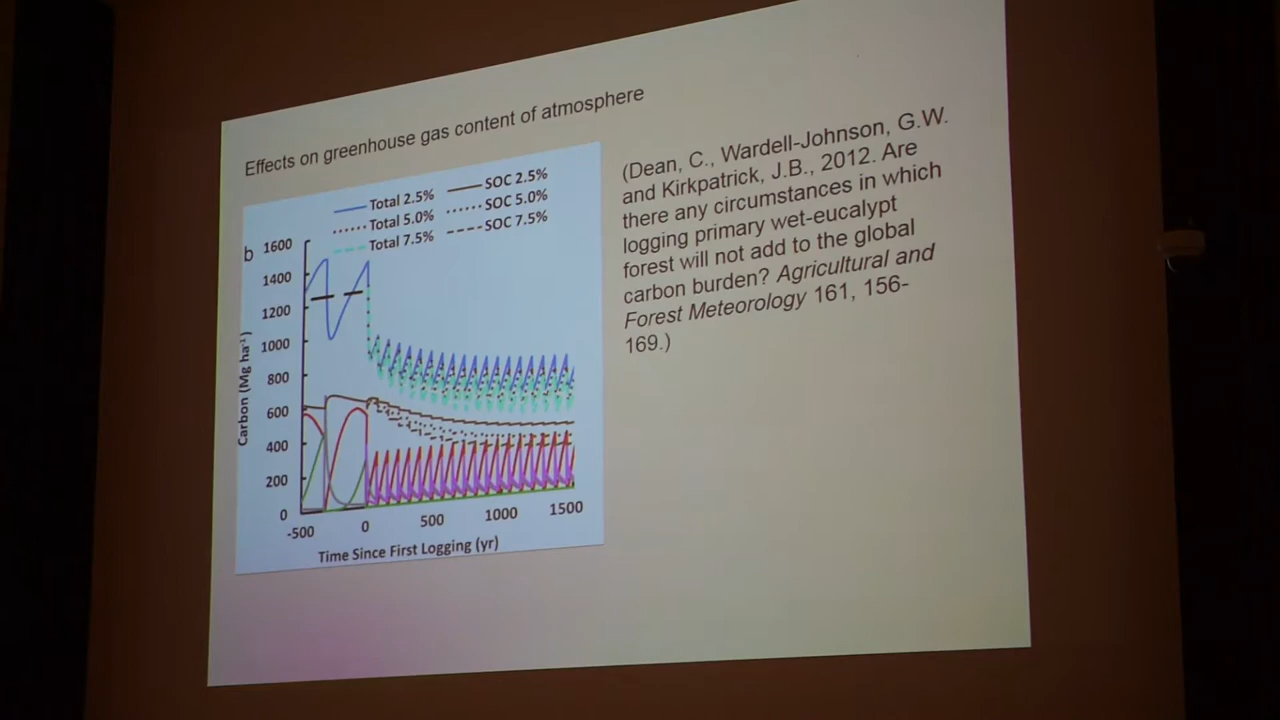 Effects on greenhouse gas content of atmosphere
Total 2.5%
SOC 2.5%
Total 5.0%
SOC 5.0%
Total 7.5%
SOC 7.5%
b
1600
1400
1200
1000
800
600
400
200
0
Carbon (Mg ha⁻¹)
-500
0
500
1000
1500
Time Since First Logging (yr)
(Dean, C., Wardell-Johnson, G.W.
and Kirkpatrick, J.B., 2012. Are
there any circumstances in which
logging primary wet-eucalypt
forest will not add to the global
carbon burden? Agricultural and
Forest Meteorology 161, 156-
169.)